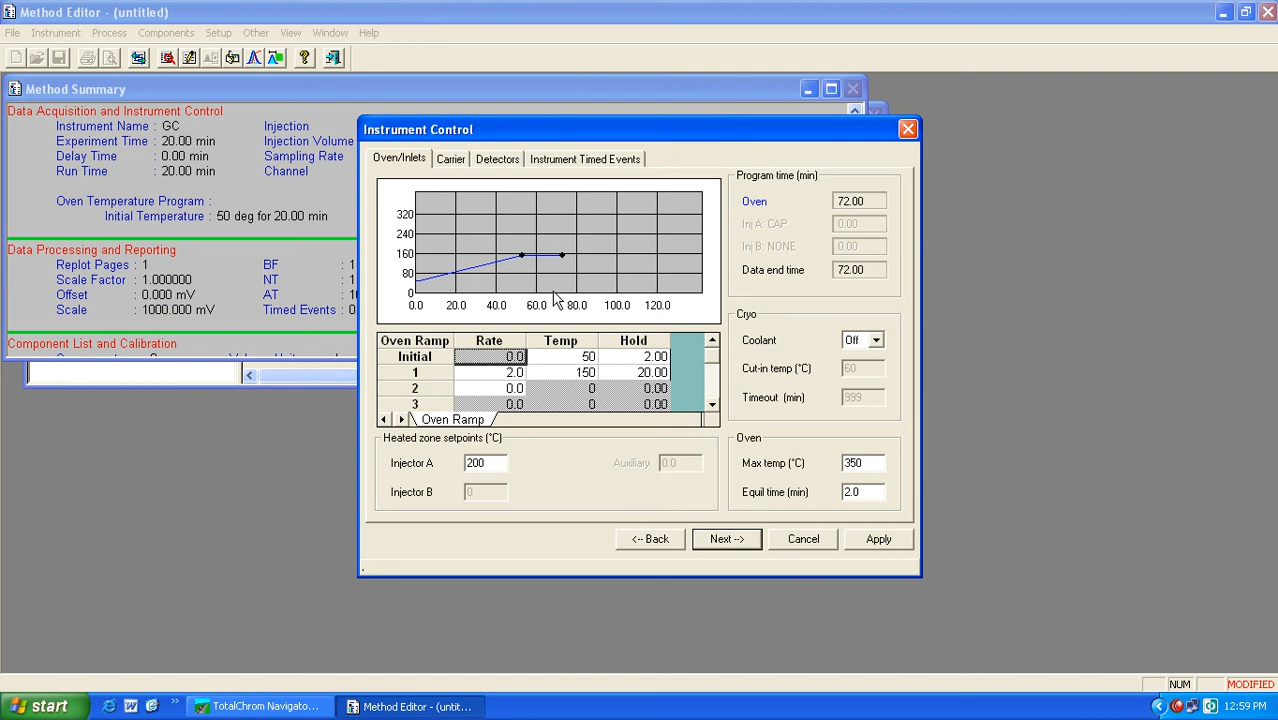 Method Editor - (untitled)
File Instrument Process Components Setup Other View Window Help
Method Summary
Data Acquisition and Instrument Control
Instrument Name : GC Injection
Experiment Time : 20.00 min Injection Volume
Delay Time : 0.00 min Sampling Rate
Run Time : 20.00 min Channel
Oven Temperature Program :
Initial Temperature : 50 deg for 20.00 min
Data Processing and Reporting
Replot Pages : 1 BF : 1
Scale Factor : 1.000000 NT : 1
Offset : 0.000 mV AT : 10
Scale : 1000.000 mV Timed Events : 0
Component List and Calibration
Instrument Control
Oven/Inlets Carrier Detectors Instrument Timed Events
320
240
160
80
0
0.0 20.0 40.0 60.0 80.0 100.0 120.0
Oven Ramp Rate Temp Hold
Initial 0.0 50 2.00
1 2.0 150 20.00
2 0.0 0 0.00
3 0.0 0 0.00
Oven Ramp
Heated zone setpoints (°C)
Injector A 200 Auxiliary 0.0
Injector B 0
Program time (min)
Oven 72.00
Inj A: CAP 0.00
Inj B: NONE 0.00
Data end time 72.00
Cryo
Coolant Off
Cut-in temp (°C) 60
Timeout (min) 999
Oven
Max temp (°C) 350
Equil time (min) 2.0
<-- Back Next --> Cancel Apply
NUM MODIFIED
start TotalChrom Navigato... Method Editor - (untit... 12:59 PM